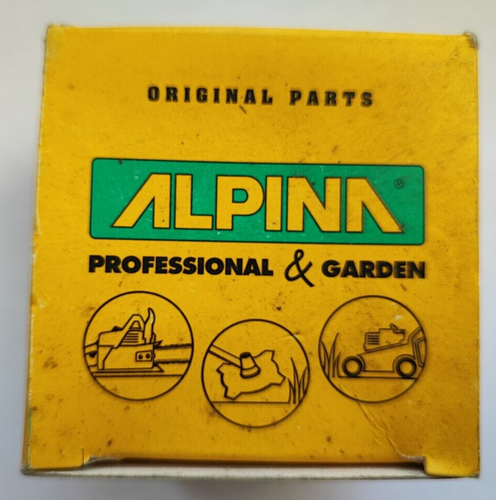 ORIGINAL PARTS
ALPINA®
PROFESSIONAL & GARDEN